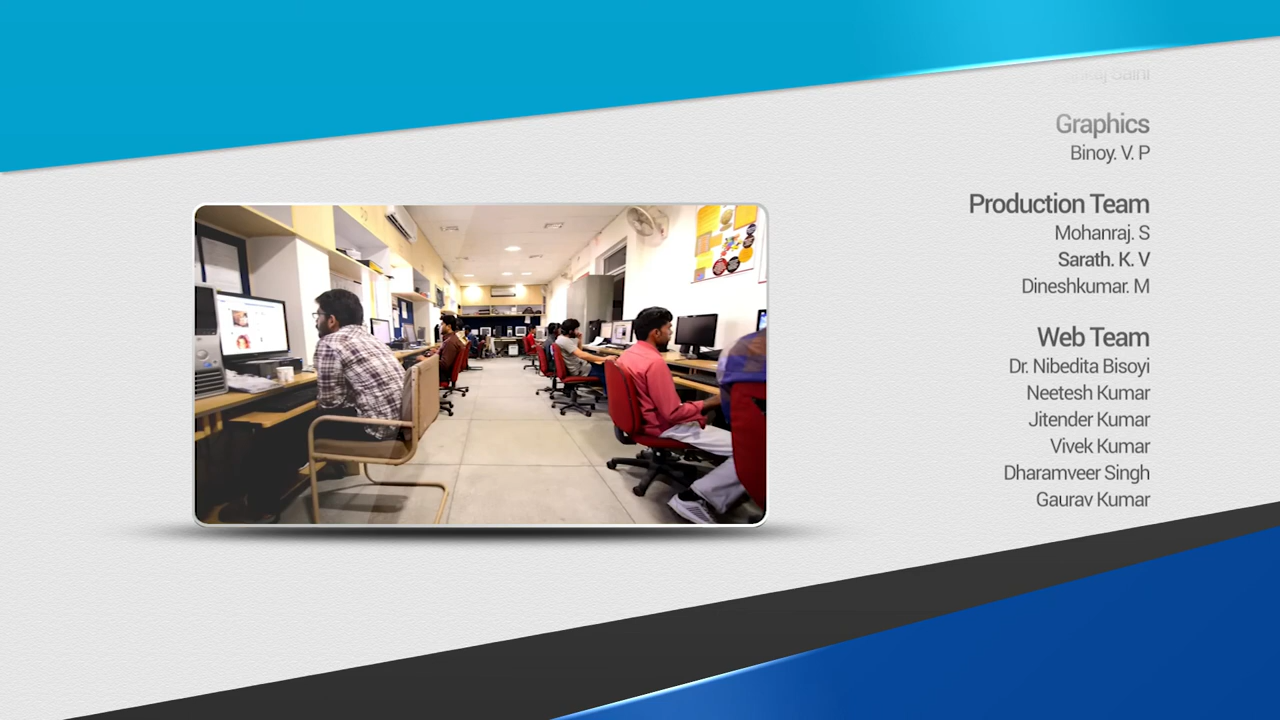 Saini
Graphics
Binoy. V. P
Production Team
Mohanraj. S
Sarath. K. V
Dineshkumar. M
Web Team
Dr. Nibedita Bisoyi
Neetesh Kumar
Jitender Kumar
Vivek Kumar
Dharamveer Singh
Gaurav Kumar